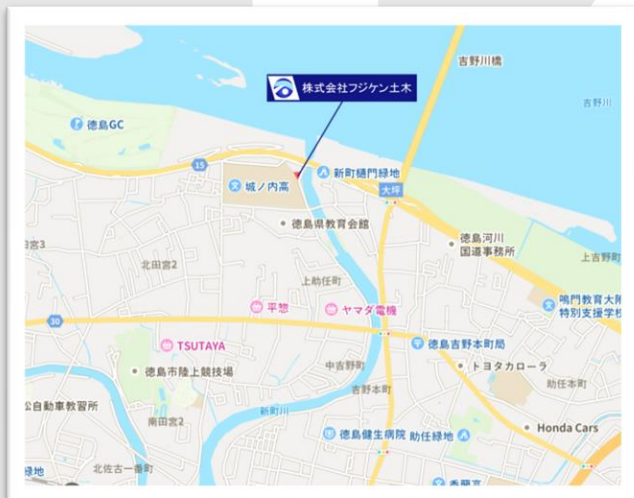 吉野川橋
株式会社フジケン土木
吉野川
徳島GC
15
新町樋門緑地
城ノ内高
大坪
徳島県教育会館
徳島河川
国道事務所
田宮3
北田宮2
上吉野町
上助任町
鳴門教育大附
特別支援学校
平惣
ヤマダ電機
30
徳島吉野本町局
TSUTAYA
中吉野町
トヨタカローラ
徳島市陸上競技場
助任本町
吉野本町
公自動車教習所
新町川
南田宮2
Honda Cars
徳島健生病院
助任緑地
北佐古一番町
緑地